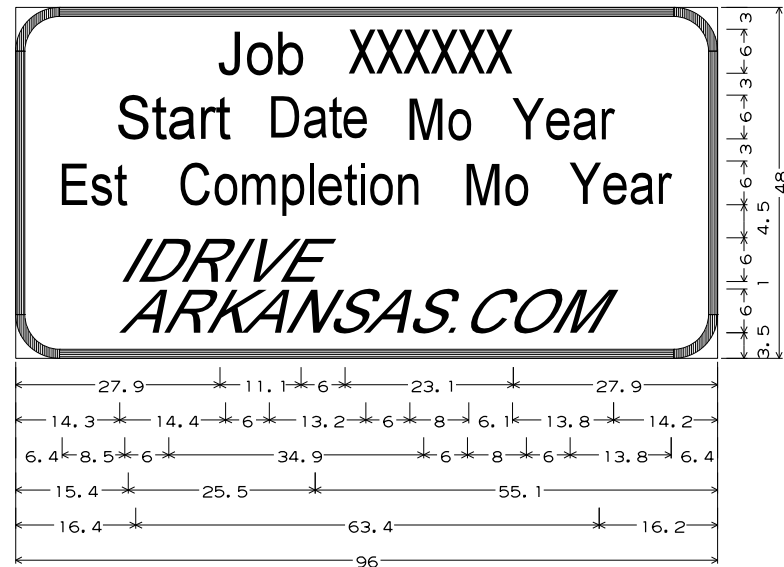 Job XXXXXX
Start Date Mo Year
Est Completion Mo Year
IDRIVE
ARKANSAS.COM
3
6
3
6
3
6
4.5
6
1
6
3.5
48
27.9 11.1 6 23.1 27.9
14.3 14.4 6 13.2 6 8 6.1 13.8 14.2
6.4 8.5 6 34.9 6 8 6 13.8 6.4
15.4 25.5 55.1
16.4 63.4 16.2
96